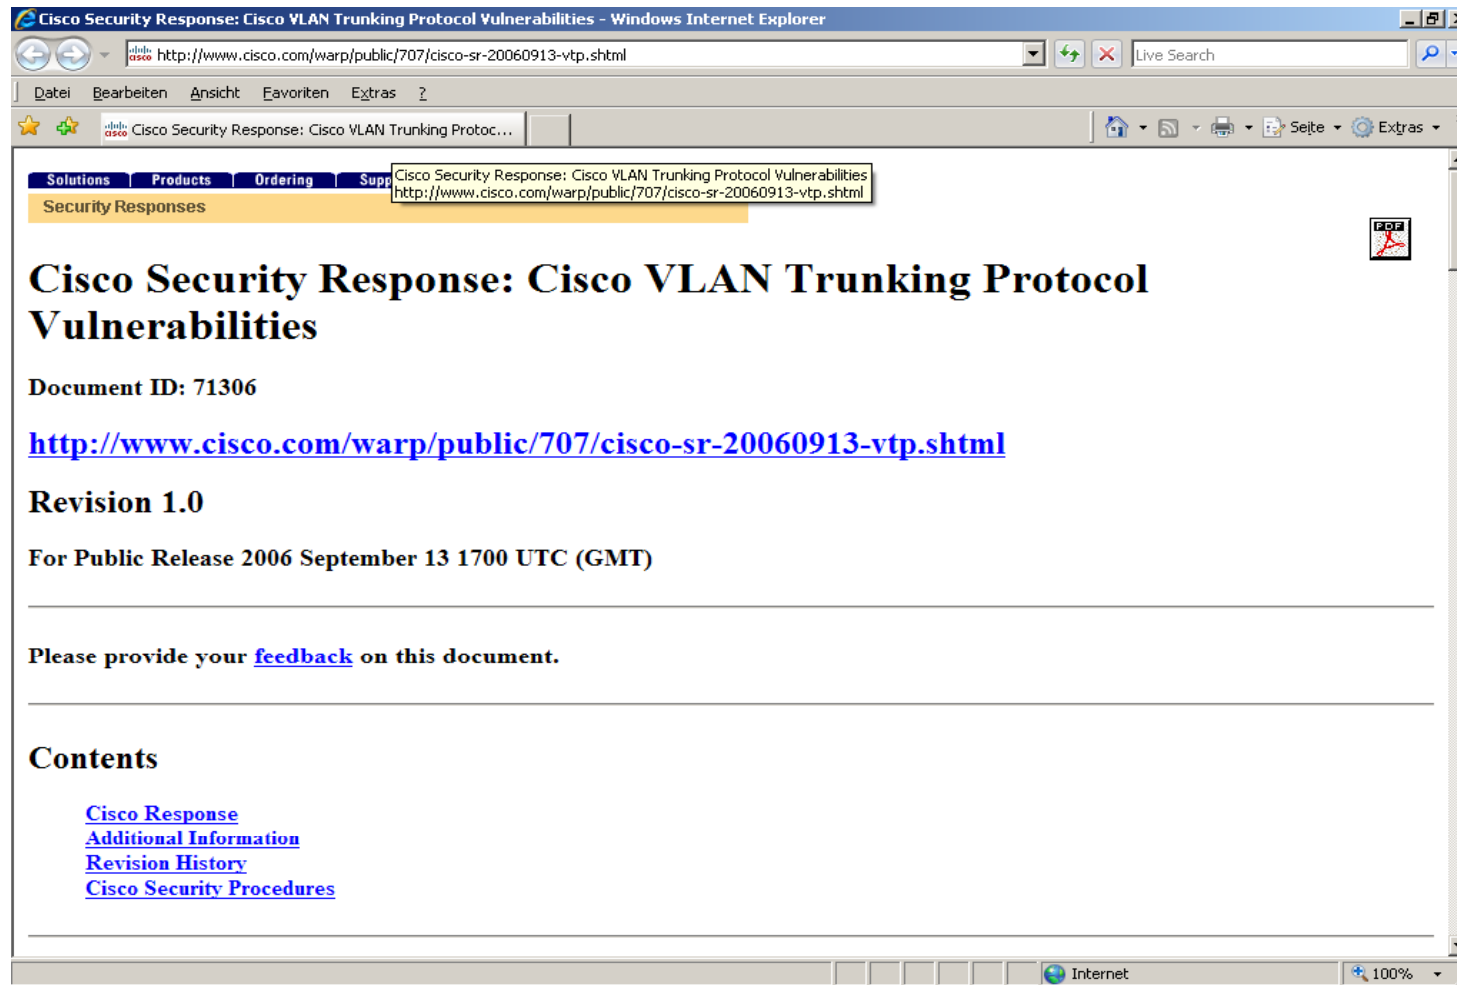 Cisco Security Response: Cisco VLAN Trunking Protocol Vulnerabilities - Windows Internet Explorer
http://www.cisco.com/warp/public/707/cisco-sr-20060913-vtp.shtml
Live Search
Datei Bearbeiten Ansicht Favoriten Extras ?
Cisco Security Response: Cisco VLAN Trunking Protoc...
Seite Extras
Solutions Products Ordering Supp
Cisco Security Response: Cisco VLAN Trunking Protocol Vulnerabilities
http://www.cisco.com/warp/public/707/cisco-sr-20060913-vtp.shtml
Security Responses
PDF
Cisco Security Response: Cisco VLAN Trunking Protocol
Vulnerabilities
Document ID: 71306
http://www.cisco.com/warp/public/707/cisco-sr-20060913-vtp.shtml
Revision 1.0
For Public Release 2006 September 13 1700 UTC (GMT)
Please provide your feedback on this document.
Contents
Cisco Response
Additional Information
Revision History
Cisco Security Procedures
Internet
100%